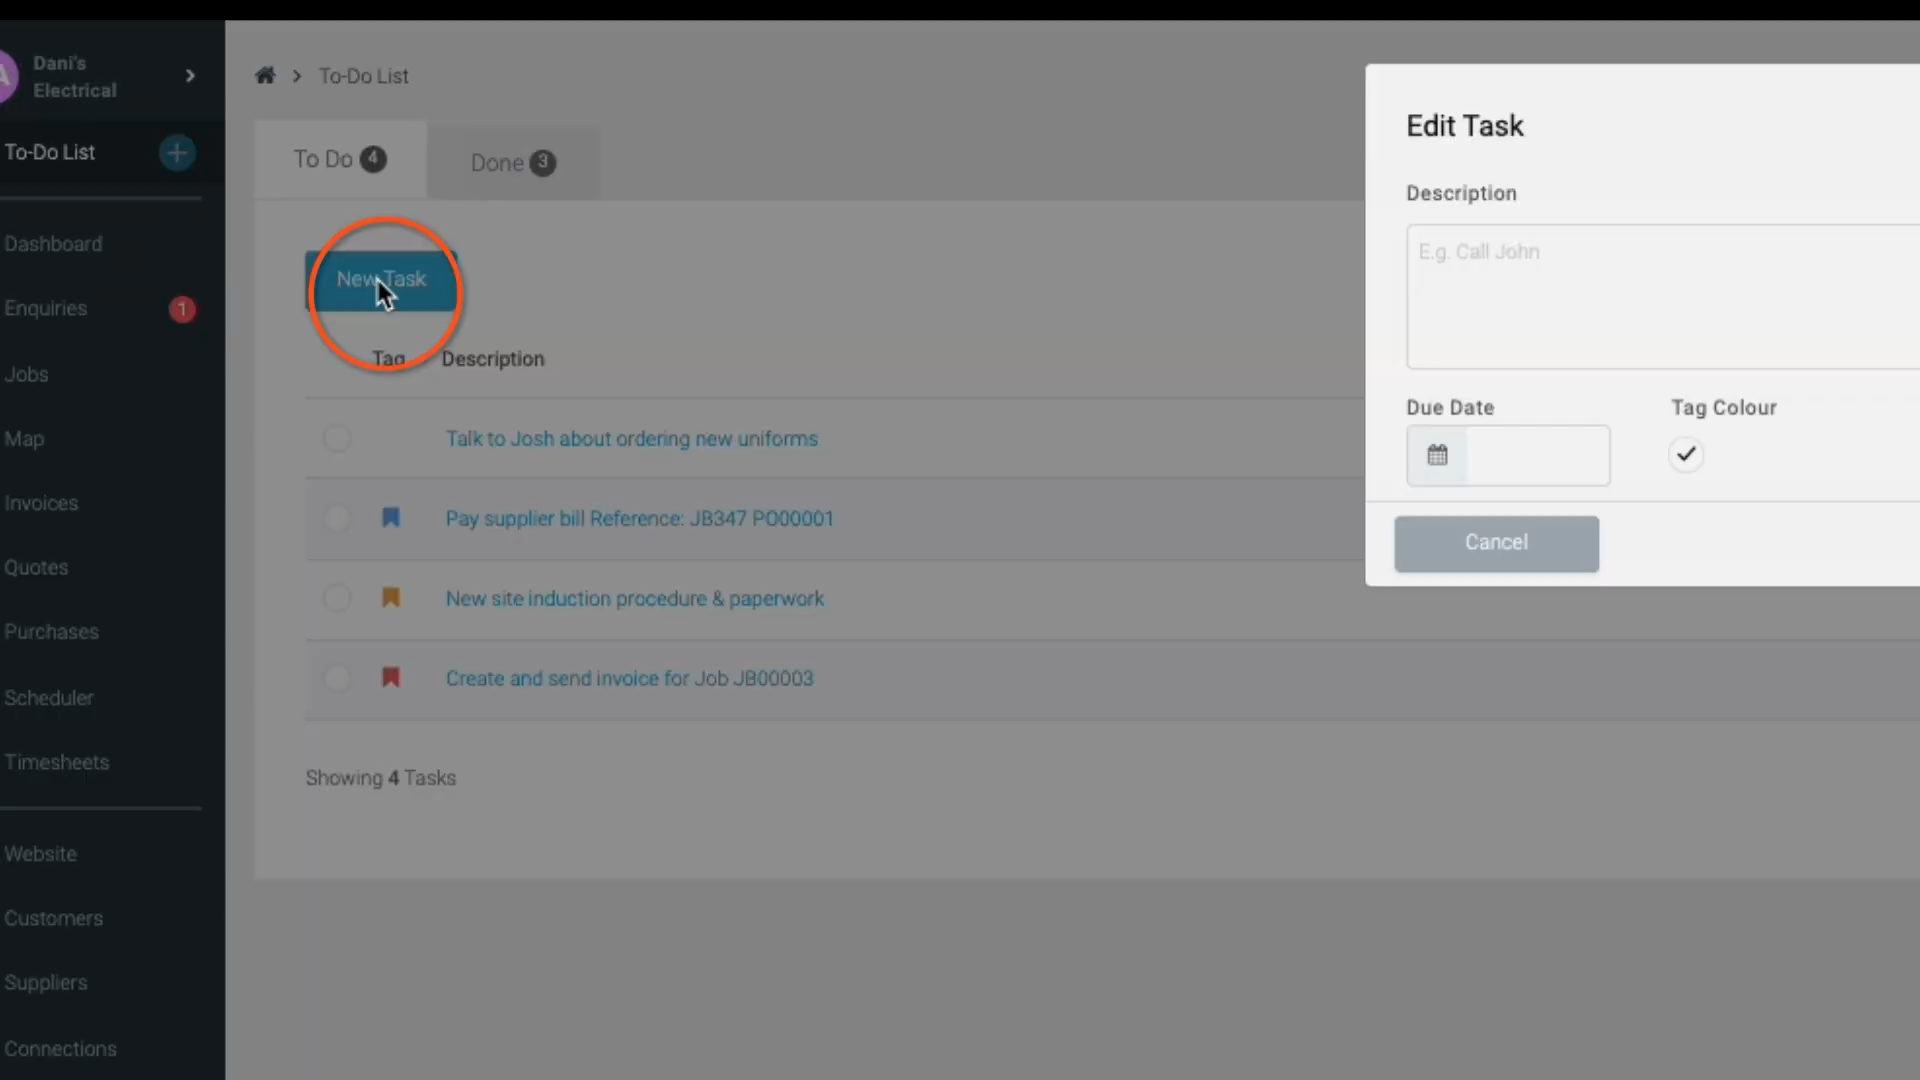 Dani's
Electrical
To-Do List
Dashboard
Enquiries 1
Jobs
Map
Invoices
Quotes
Purchases
Scheduler
Timesheets
Website
Customers
Suppliers
Connections
To-Do List
To Do 4
Done 3
New Task
Tag Description
Talk to Josh about ordering new uniforms
Pay supplier bill Reference: JB347 PO00001
New site induction procedure & paperwork
Create and send invoice for Job JB00003
Showing 4 Tasks
Edit Task
Description
E.g. Call John
Due Date
Tag Colour
Cancel